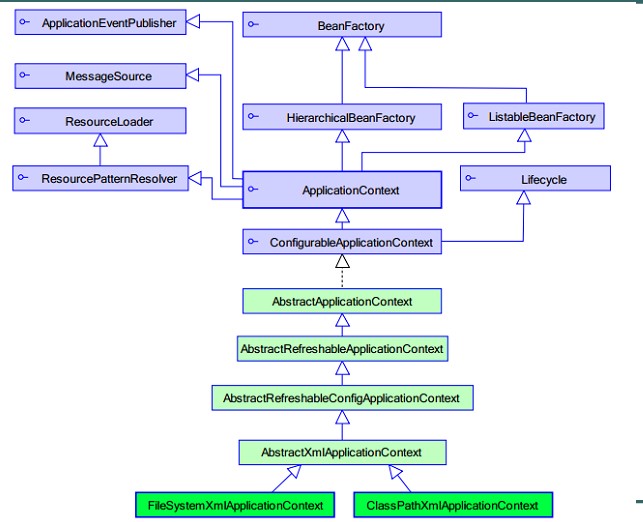 ApplicationEventPublisher
BeanFactory
MessageSource
ResourceLoader
HierarchicalBeanFactory
ListableBeanFactory
ResourcePatternResolver
ApplicationContext
Lifecycle
ConfigurableApplicationContext
AbstractApplicationContext
AbstractRefreshableApplicationContext
AbstractRefreshableConfigApplicationContext
AbstractXmlApplicationContext
FileSystemXmlApplicationContext
ClassPathXmlApplicationContext